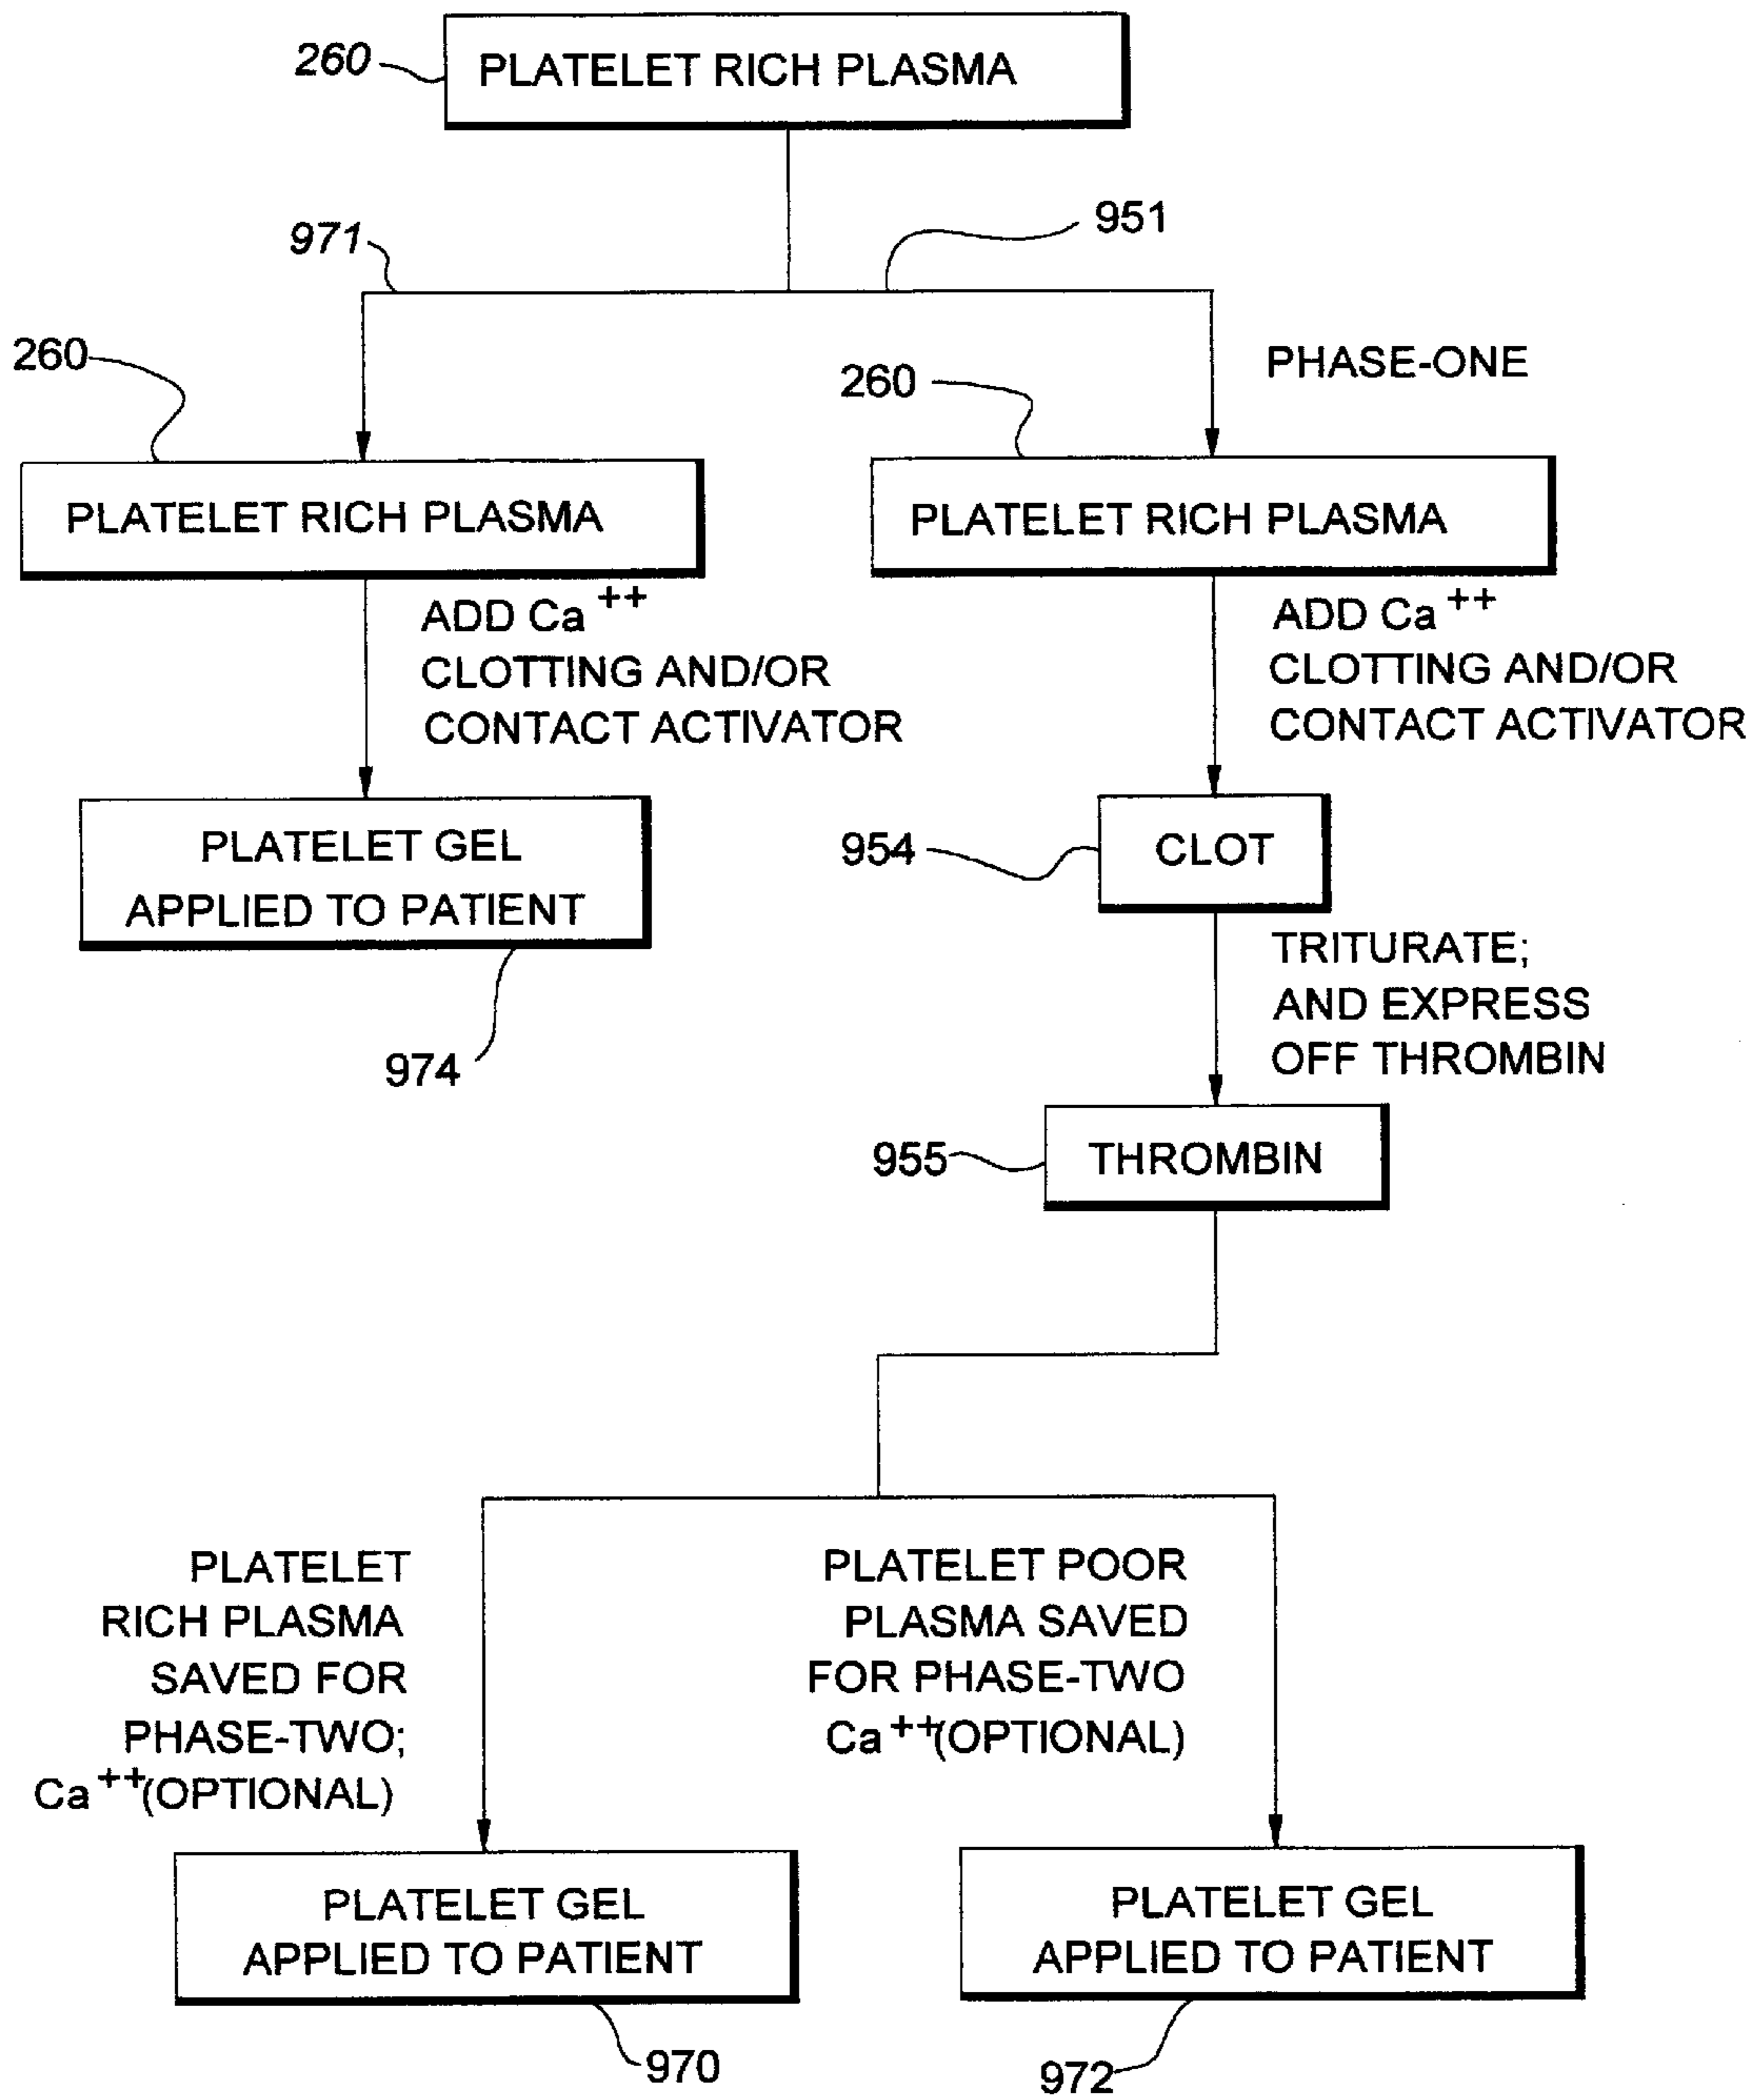 260
PLATELET RICH PLASMA
971
951
260
260
PHASE-ONE
PLATELET RICH PLASMA
PLATELET RICH PLASMA
ADD Ca++
CLOTTING AND/OR
CONTACT ACTIVATOR
ADD Ca++
CLOTTING AND/OR
CONTACT ACTIVATOR
PLATELET GEL
APPLIED TO PATIENT
974
954
CLOT
TRITURATE;
AND EXPRESS
OFF THROMBIN
955
THROMBIN
PLATELET
RICH PLASMA
SAVED FOR
PHASE-TWO;
Ca++(OPTIONAL)
PLATELET POOR
PLASMA SAVED
FOR PHASE-TWO
Ca++(OPTIONAL)
PLATELET GEL
APPLIED TO PATIENT
970
PLATELET GEL
APPLIED TO PATIENT
972